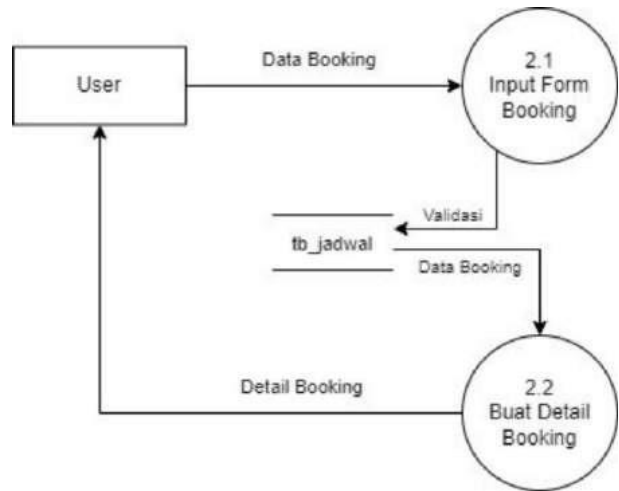 Data Booking
User
2.1
Input Form
Booking
Validasi
tb_jadwal
Data Booking
Detail Booking
2.2
Buat Detail
Booking